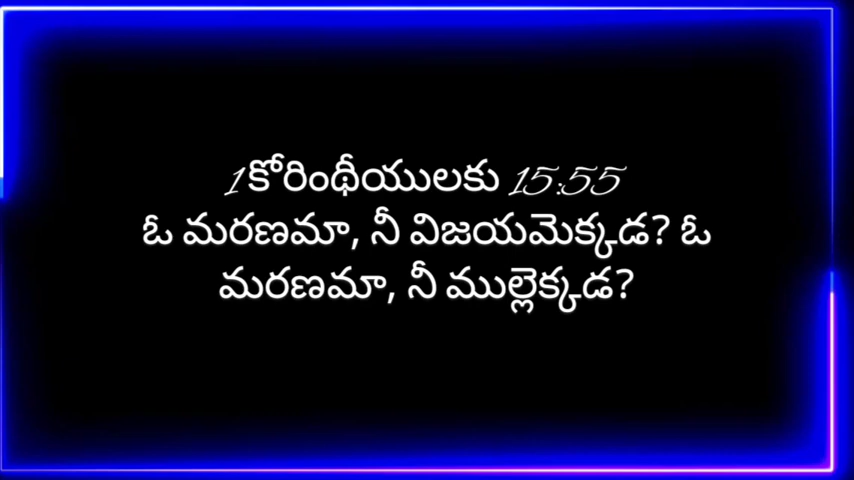 1కోరింథీయులకు 15:55
ఓ మరణమా, నీ విజయమెక్కడ? ఓ
మరణమా, నీ ముల్లెక్కడ?